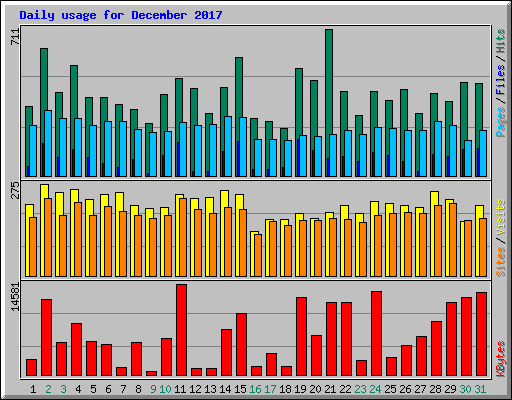 Daily usage for December 2017
711
Pages / Files / Hits
275
Sites / Visits
14581
KBytes
1 2 3 4 5 6 7 8 9 10 11 12 13 14 15 16 17 18 19 20 21 22 23 24 25 26 27 28 29 30 31